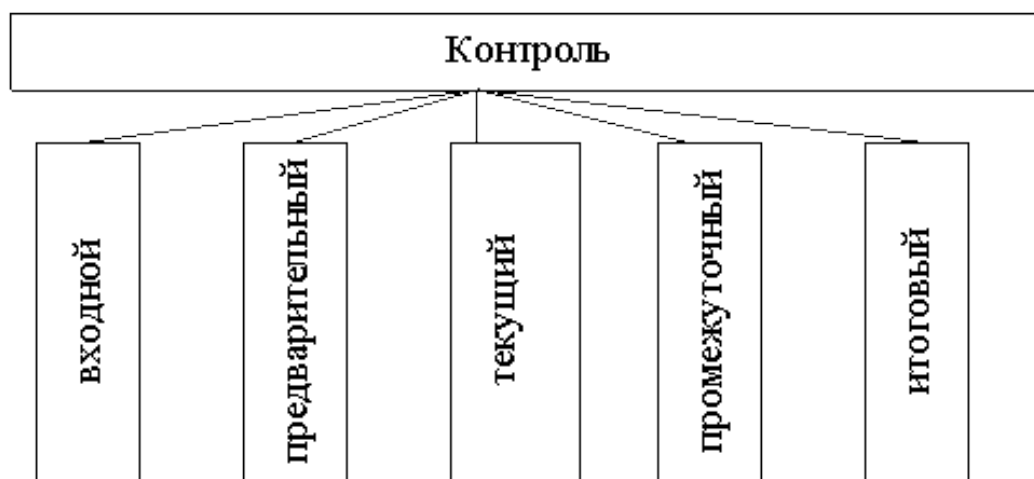 Контроль
входной
предварительный
текущий
промежуточный
итоговый